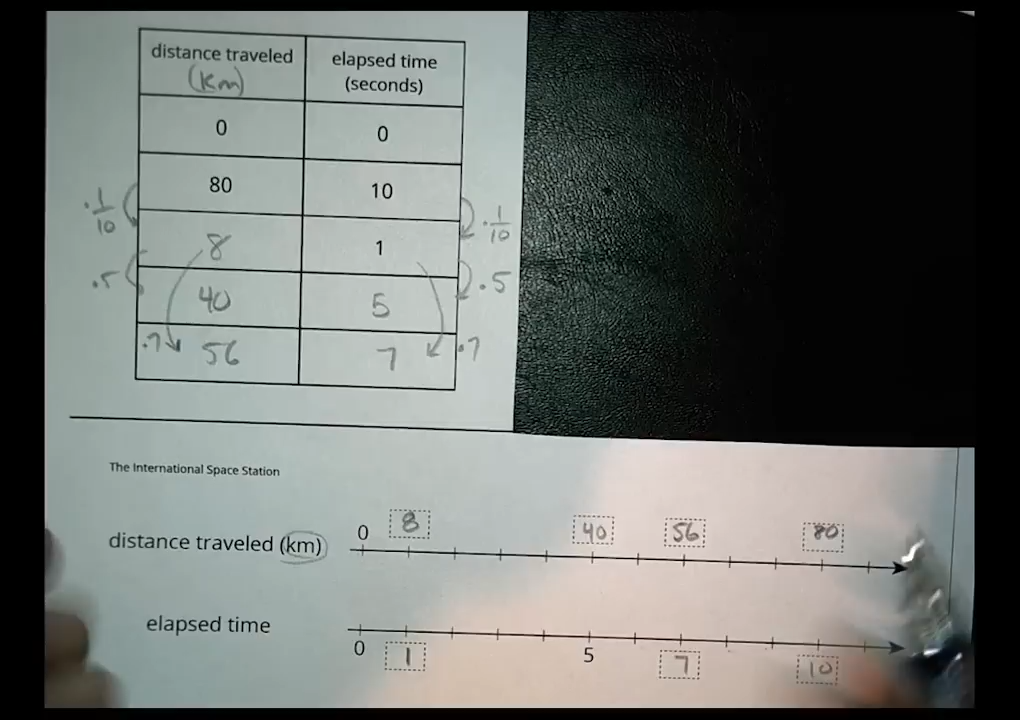 distance traveled elapsed time
(km) (seconds)
0 0
80 10
· 1/10 · 1/10
8 1
· 5 · 5
40 5
· 7 56 7 · 7
The International Space Station
0 8 40 56 80
distance traveled (km)
elapsed time
0 1 5 7 10